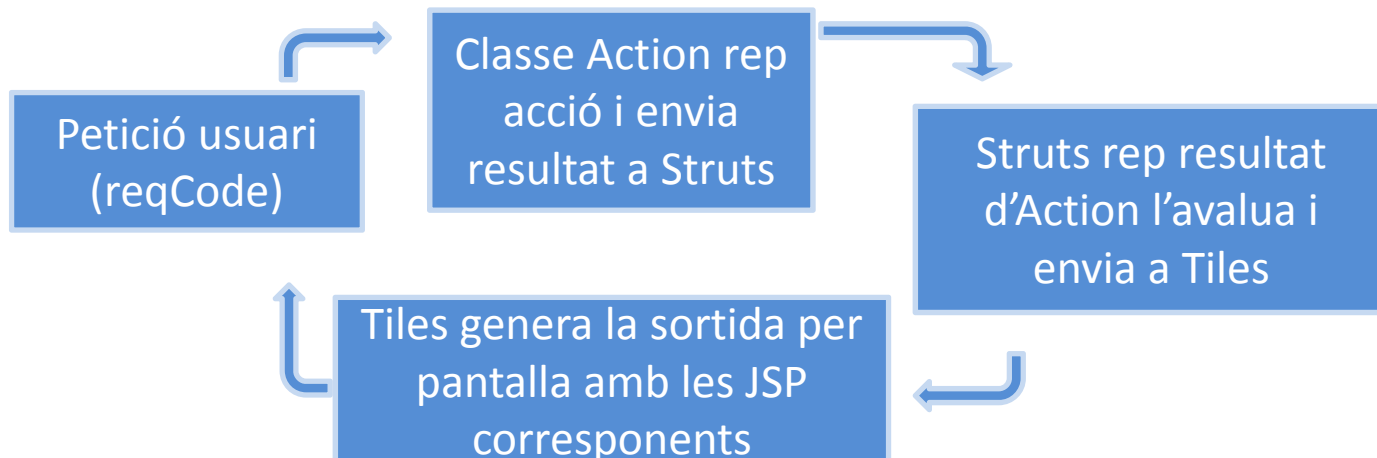 Petició usuari
(reqCode)
Classe Action rep
acció i envia
resultat a Struts
Struts rep resultat
d’Action l’avalua i
envia a Tiles
Tiles genera la sortida per
pantalla amb les JSP
corresponents